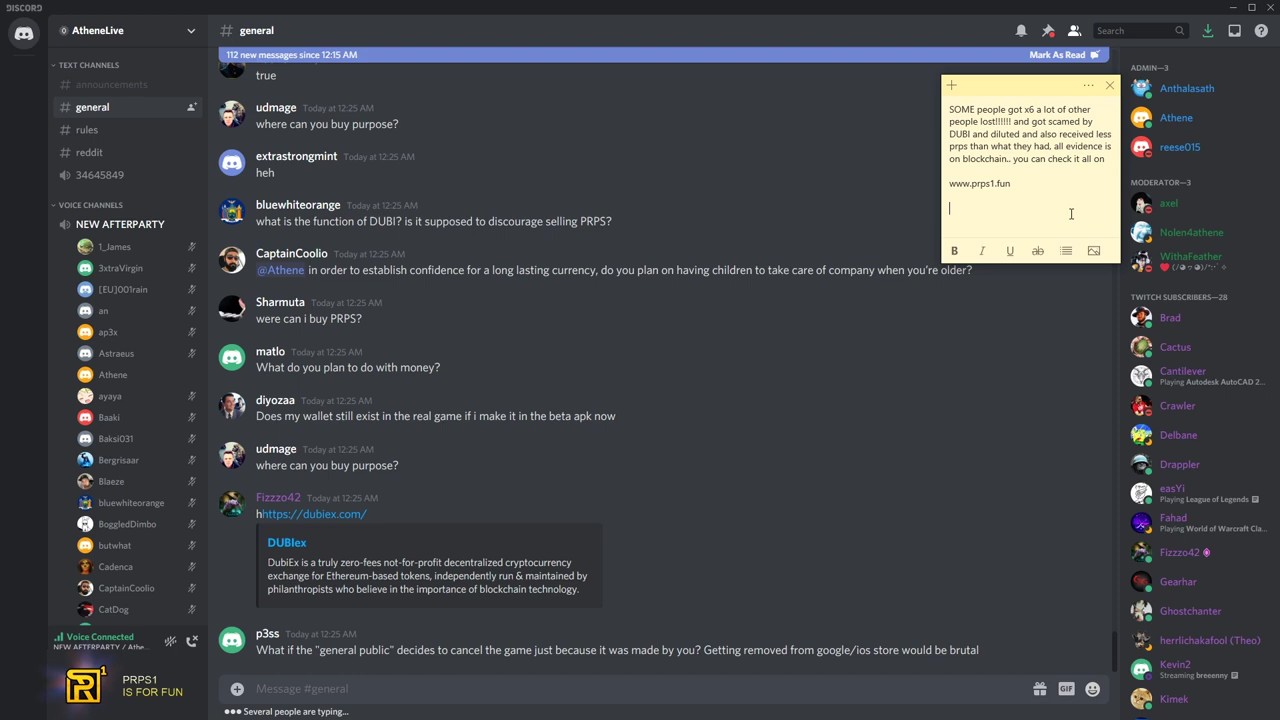 DISCORD
AtheneLive
# general
Search
112 new messages since 12:15 AM
Mark As Read
TEXT CHANNELS
# announcements
# general
# rules
# reddit
34645849
VOICE CHANNELS
NEW AFTERPARTY
1_James
3xtraVirgin
[EU]001rain
an
ap3x
Astraeus
Athene
ayaya
Baaki
Baksi031
Bergrisaar
Blaeze
bluewhiteorange
BoggledDimbo
butwhat
Cadenca
CaptainCoolio
CatDog
Voice Connected
NEW AFTERPARTY / Athe...
PRPS1
IS FOR FUN
true
udmage Today at 12:25 AM
where can you buy purpose?
extrastrongmint Today at 12:25 AM
heh
bluewhiteorange Today at 12:25 AM
what is the function of DUBI? is it supposed to discourage selling PRPS?
CaptainCoolio Today at 12:25 AM
@Athene in order to establish confidence for a long lasting currency, do you plan on having children to take care of company when you're older?
Sharmuta Today at 12:25 AM
were can i buy PRPS?
matlo Today at 12:25 AM
What do you plan to do with money?
diyozaa Today at 12:25 AM
Does my wallet still exist in the real game if i make it in the beta apk now
udmage Today at 12:25 AM
where can you buy purpose?
Fizzzo42 Today at 12:25 AM
hhttps://dubiex.com/
DUBIex
DubiEx is a truly zero-fees not-for-profit decentralized cryptocurrency
exchange for Ethereum-based tokens, independently run & maintained by
philanthropists who believe in the importance of blockchain technology.
p3ss Today at 12:25 AM
What if the "general public" decides to cancel the game just because it was made by you? Getting removed from google/ios store would be brutal
Message #general
GIF
Several people are typing...
SOME people got x6 a lot of other
people lost!!!!!! and got scamed by
DUBI and diluted and also received less
prps than what they had, all evidence is
on blockchain.. you can check it all on
www.prps1.fun
B I U ab
ADMIN—3
Anthalasath
Athene
reese015
MODERATOR—3
axel
Nolen4athene
WithaFeather
TWITCH SUBSCRIBERS—28
Brad
Cactus
Cantilever
Playing Autodesk AutoCAD 2...
Crawler
Delbane
Drappler
easYi
Playing League of Legends
Fahad
Playing World of Warcraft Cla...
Fizzzo42
Gearhar
Ghostchanter
herrlichakafool (Theo)
Kevin2
Streaming breeenny
Kimek